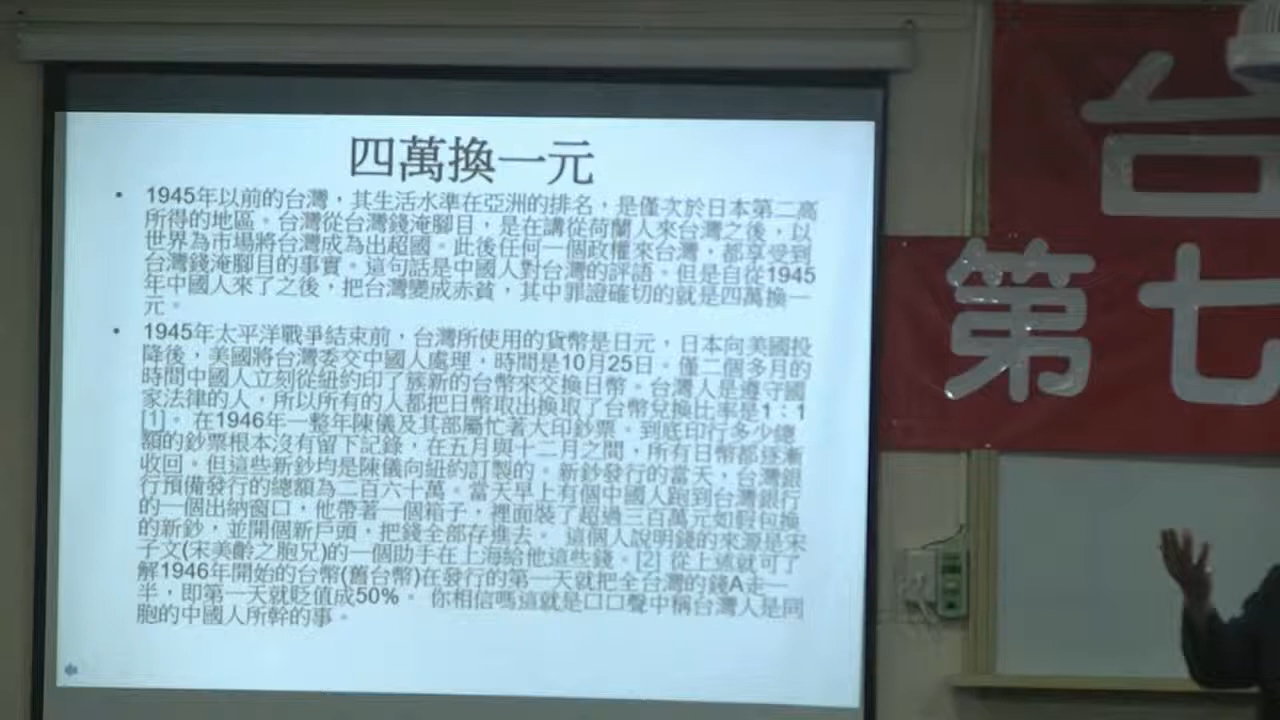 四萬換一元
• 1945年以前的台灣，其生活水準在亞洲的排名，是僅次於日本第二高
所得的地區。台灣從台灣錢淹腳目，是在講從荷蘭人來台灣之後，以
世界為市場將台灣成為出超國。此後任何一個政權來台灣，都享受到
台灣錢淹腳目的事實。這句話是中國人對台灣的評語。但是自從1945
年中國人來了之後，把台灣變成赤貧，其中罪證確切的就是四萬換一
元。
• 1945年太平洋戰爭結束前，台灣所使用的貨幣是日元，日本向美國投
降後，美國將台灣委交中國人處理，時間是10月25日。僅二個多月的
時間中國人立刻從紐約印了簇新的台幣來交換日幣。台灣人是遵守國
家法律的人，所以所有的人都把日幣取出換取了台幣兌換比率是1：1
[1]。 在1946年一整年陳儀及其部屬忙著大印鈔票。到底印行多少總
額的鈔票根本沒有留下記錄，在五月與十二月之間，所有日幣都逐漸
收回。但這些新鈔均是陳儀向紐約訂製的。新鈔發行的當天，台灣銀
行預備發行的總額為二百六十萬。當天早上有個中國人跑到台灣銀行
的一個出納窗口，他帶著一個箱子，裡面裝了超過三百萬元如假包換
的新鈔，並開個新戶頭，把錢全部存進去。 這個人說明錢的來源是宋
子文(宋美齡之胞兄)的一個助手在上海給他這些錢。[2] 從上述就可了
解1946年開始的台幣(舊台幣)在發行的第一天就把全台灣的錢A走一
半，即第一天就貶值成50%。 你相信嗎這就是口口聲中稱台灣人是同
胞的中國人所幹的事。
台
第七